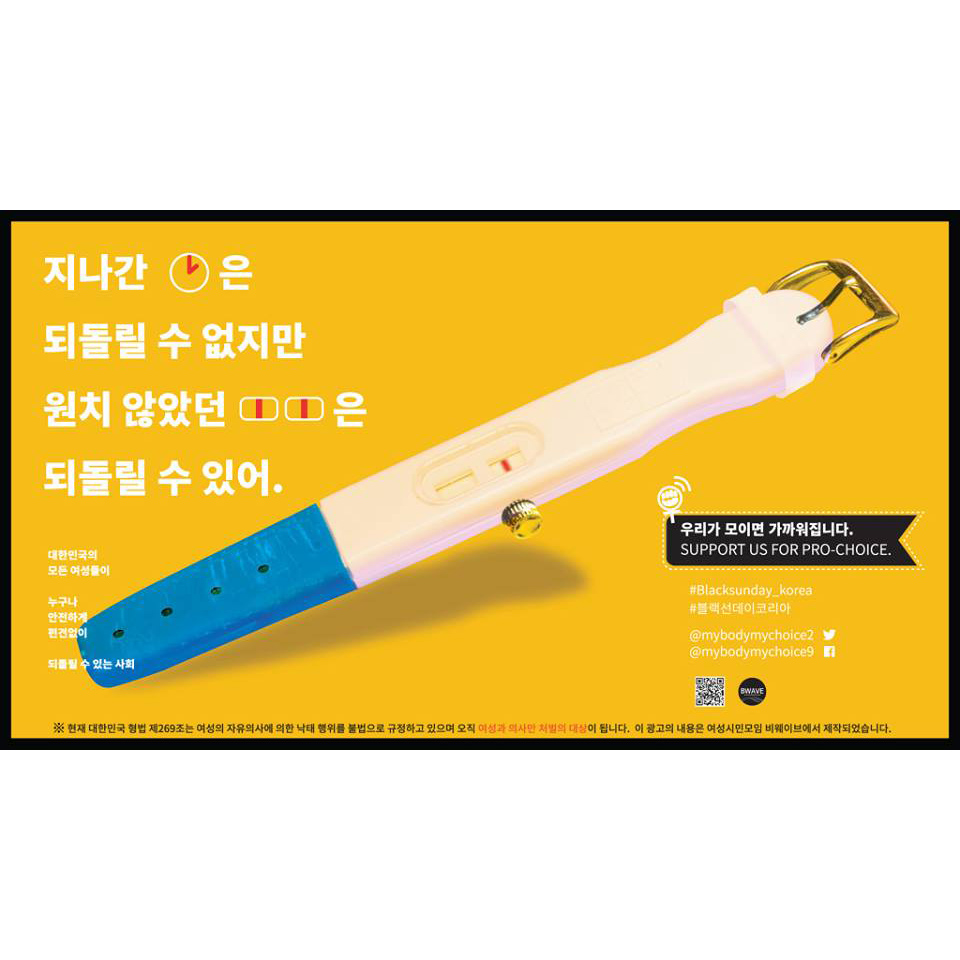 지나간 은
되돌릴 수 없지만
원치 않았던 은
되돌릴 수 있어.
대한민국의
모든 여성들이
누구나
안전하게
편견없이
되돌릴 수 있는 사회
우리가 모이면 가까워집니다.
SUPPORT US FOR PRO-CHOICE.
#Blacksunday_korea
#블랙선데이코리아
@mybodymychoice2
@mybodymychoice9
BWAVE
※ 현재 대한민국 형법 제269조는 여성의 자유의사에 의한 낙태 행위를 불법으로 규정하고 있으며 오직 여성과 의사만 처벌의 대상이 됩니다. 이 광고의 내용은 여성시민모임 비웨이브에서 제작되었습니다.